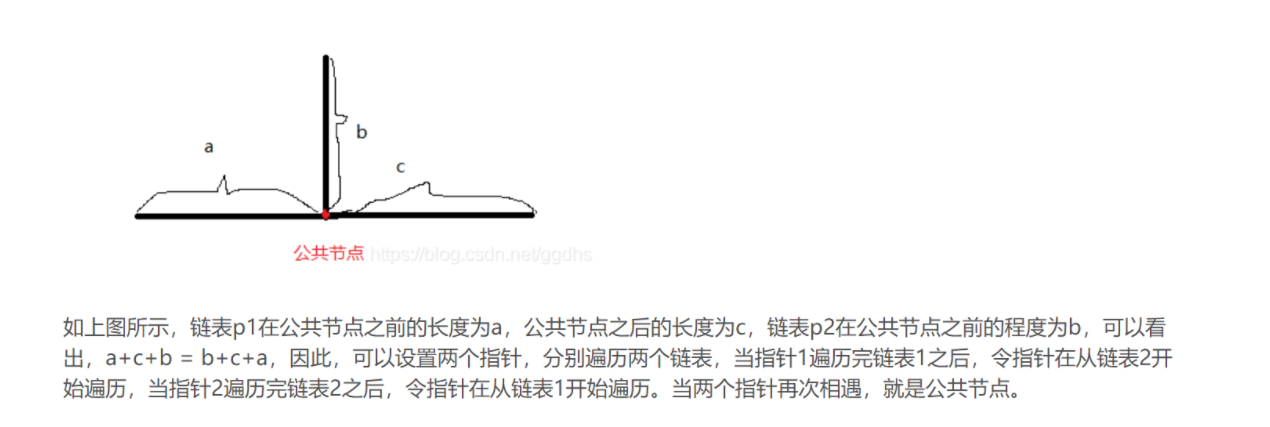 b
a
c
公共节点 https://blog.csdn.net/ggdhs
如上图所示，链表p1在公共节点之前的长度为a，公共节点之后的长度为c，链表p2在公共节点之前的程度为b，可以看
出，a+c+b = b+c+a，因此，可以设置两个指针，分别遍历两个链表，当指针1遍历完链表1之后，令指针在从链表2开
始遍历，当指针2遍历完链表2之后，令指针在从链表1开始遍历。当两个指针再次相遇，就是公共节点。